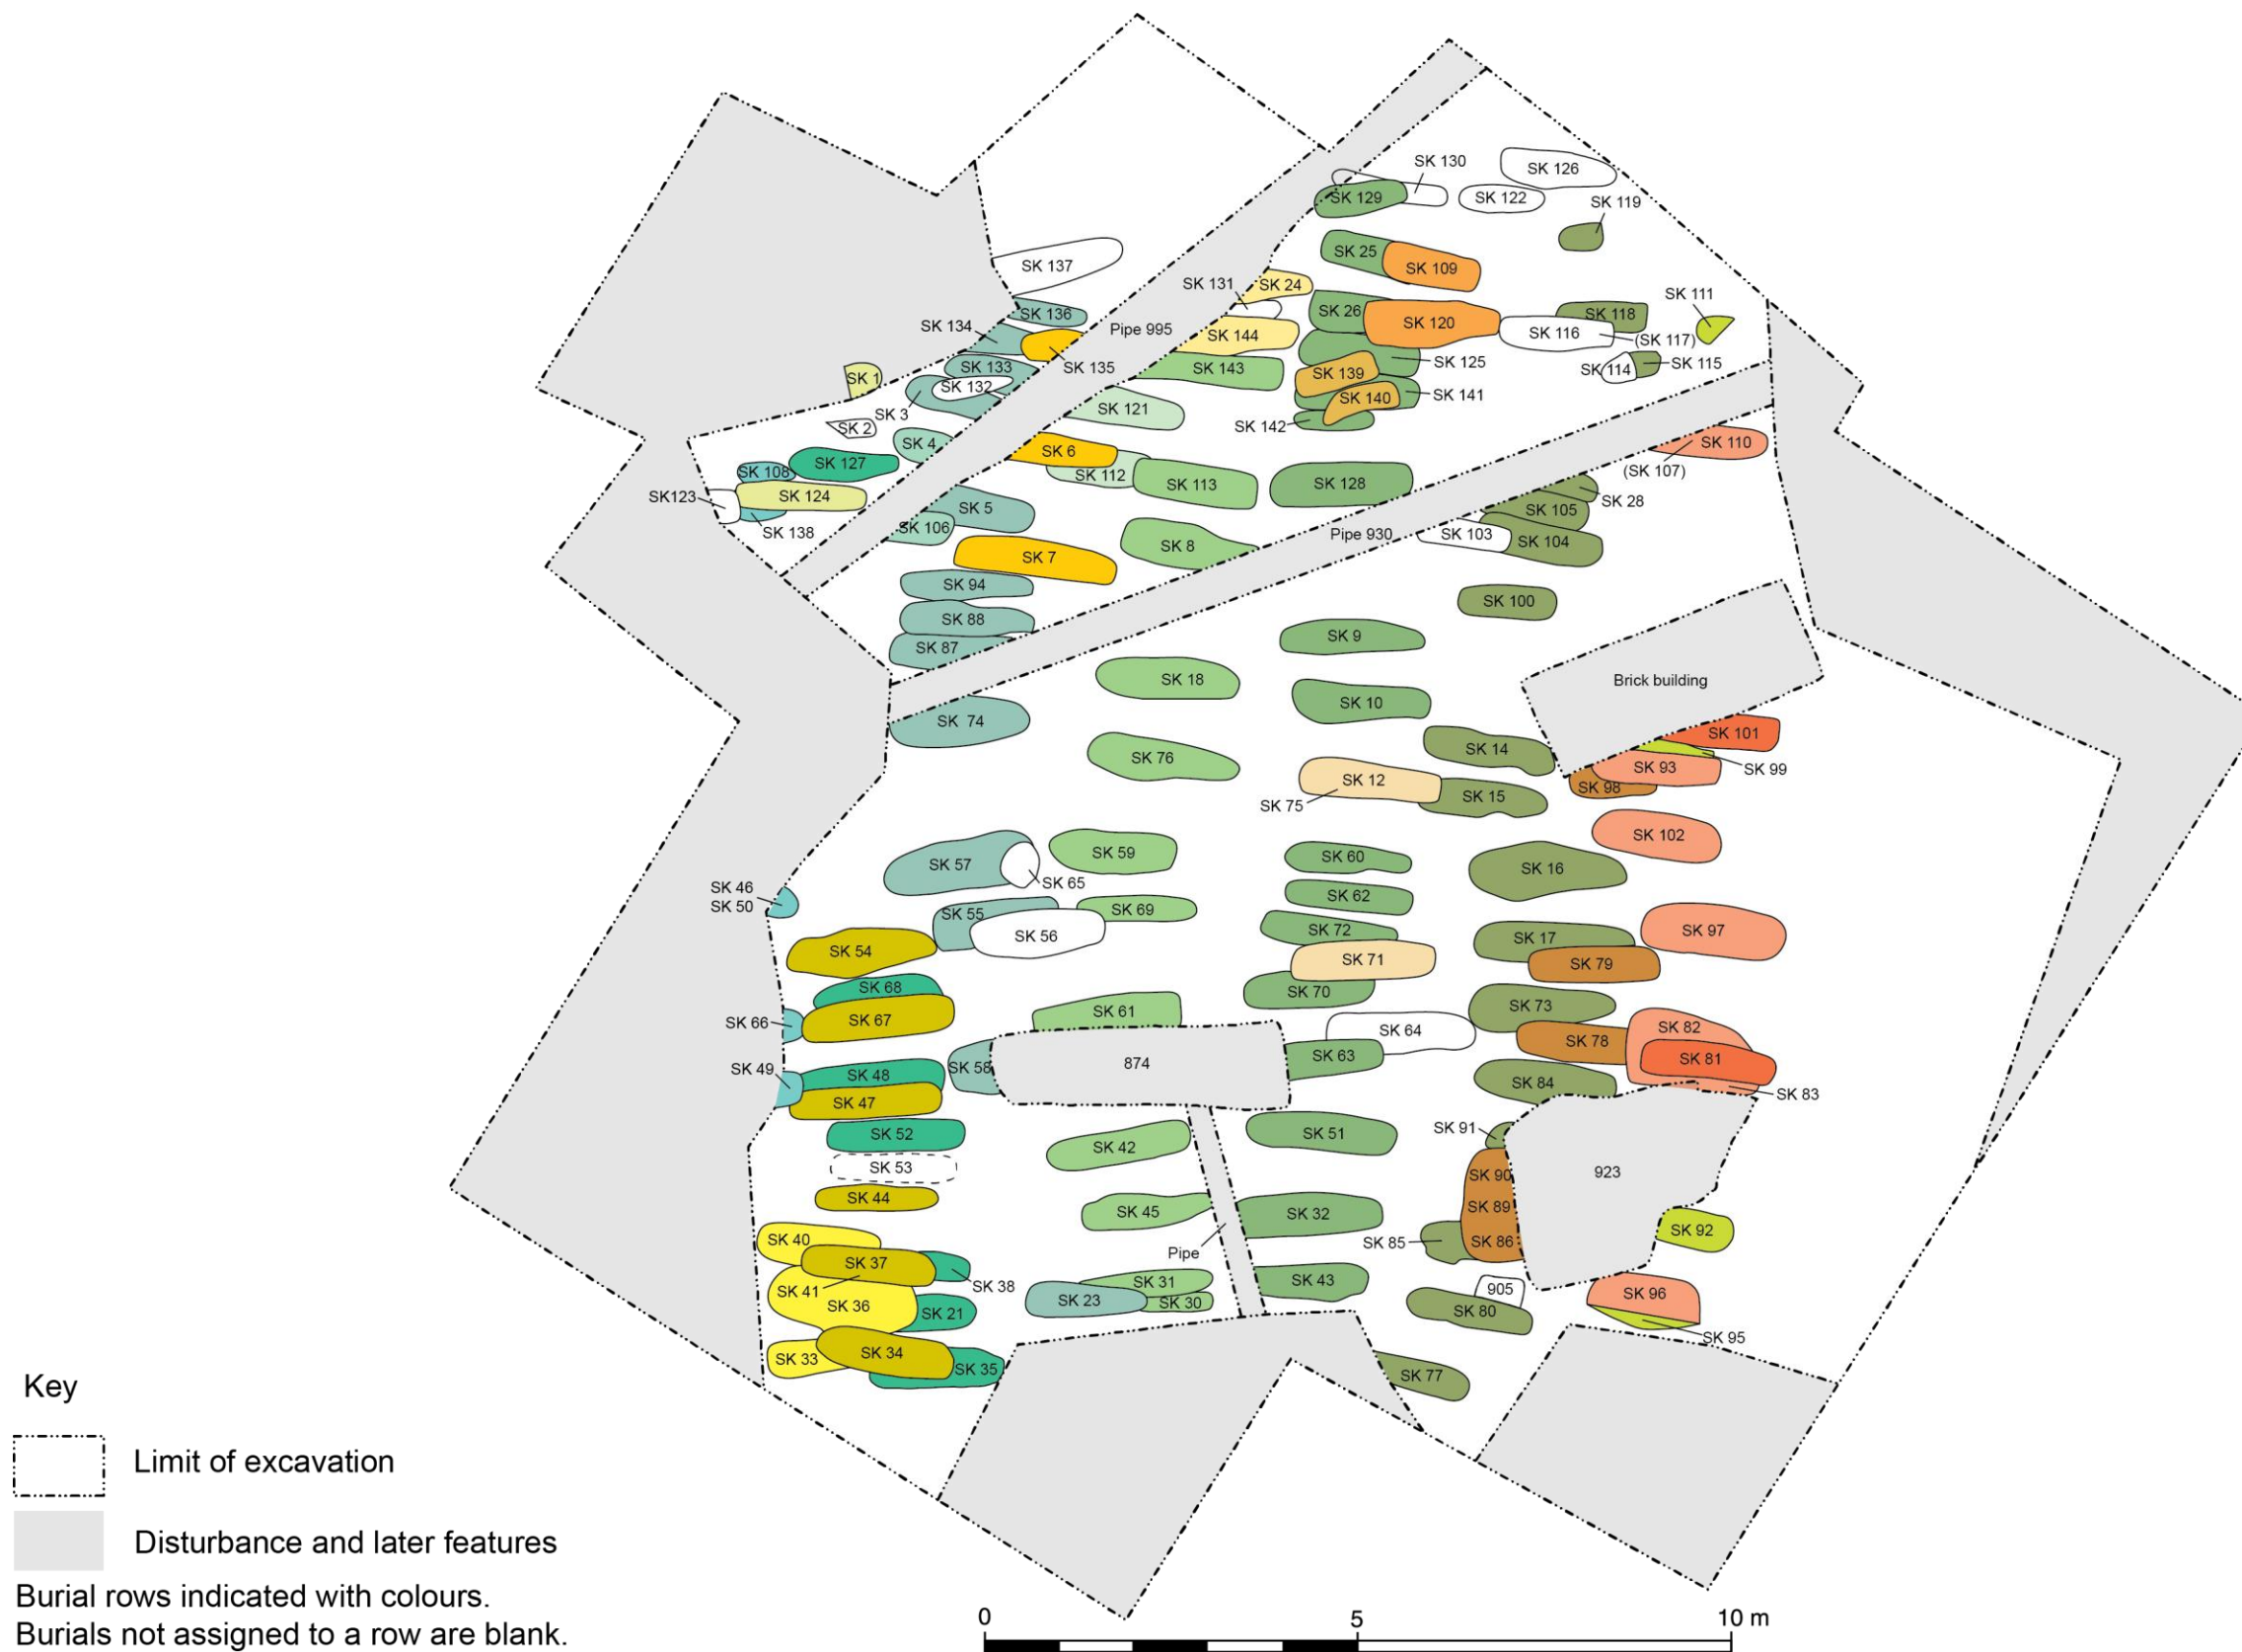 SK 130
SK 126
SK 129
SK 122
SK 119
SK 25
SK 109
SK 137
SK 131
SK 24
SK 111
SK 136
SK 26
SK 118
SK 134
Pipe 995
SK 144
SK 120
SK 116
(SK 117)
SK 135
SK 133
SK 143
SK 125
SK 115
SK 114
SK 1
SK 132
SK 139
SK 3
SK 140
SK 141
SK 121
SK 2
SK 142
SK 4
SK 6
SK 110
(SK 107)
SK 108
SK 127
SK 112
SK 113
SK 128
SK 28
SK123
SK 124
SK 5
SK 105
SK 138
SK 106
Pipe 930
SK 103
SK 104
SK 7
SK 8
SK 94
SK 100
SK 88
SK 9
SK 87
SK 18
Brick building
SK 10
SK 74
SK 101
SK 14
SK 76
SK 99
SK 93
SK 12
SK 98
SK 75
SK 15
SK 102
SK 59
SK 60
SK 57
SK 16
SK 65
SK 46
SK 50
SK 62
SK 69
SK 55
SK 72
SK 97
SK 56
SK 17
SK 54
SK 71
SK 79
SK 68
SK 70
SK 73
SK 61
SK 66
SK 67
SK 64
SK 82
SK 78
SK 63
SK 81
SK 49
SK 48
SK 58
874
SK 84
SK 83
SK 47
SK 52
SK 51
SK 91
SK 42
SK 53
923
SK 90
SK 44
SK 45
SK 32
SK 89
SK 92
SK 40
Pipe
SK 85
SK 86
SK 37
SK 38
SK 31
SK 43
SK 41
905
SK 96
SK 36
SK 21
SK 23
SK 30
SK 80
SK 95
SK 33
SK 34
SK 35
SK 77
Key
Limit of excavation
Disturbance and later features
Burial rows indicated with colours.
Burials not assigned to a row are blank.
0 5 10 m